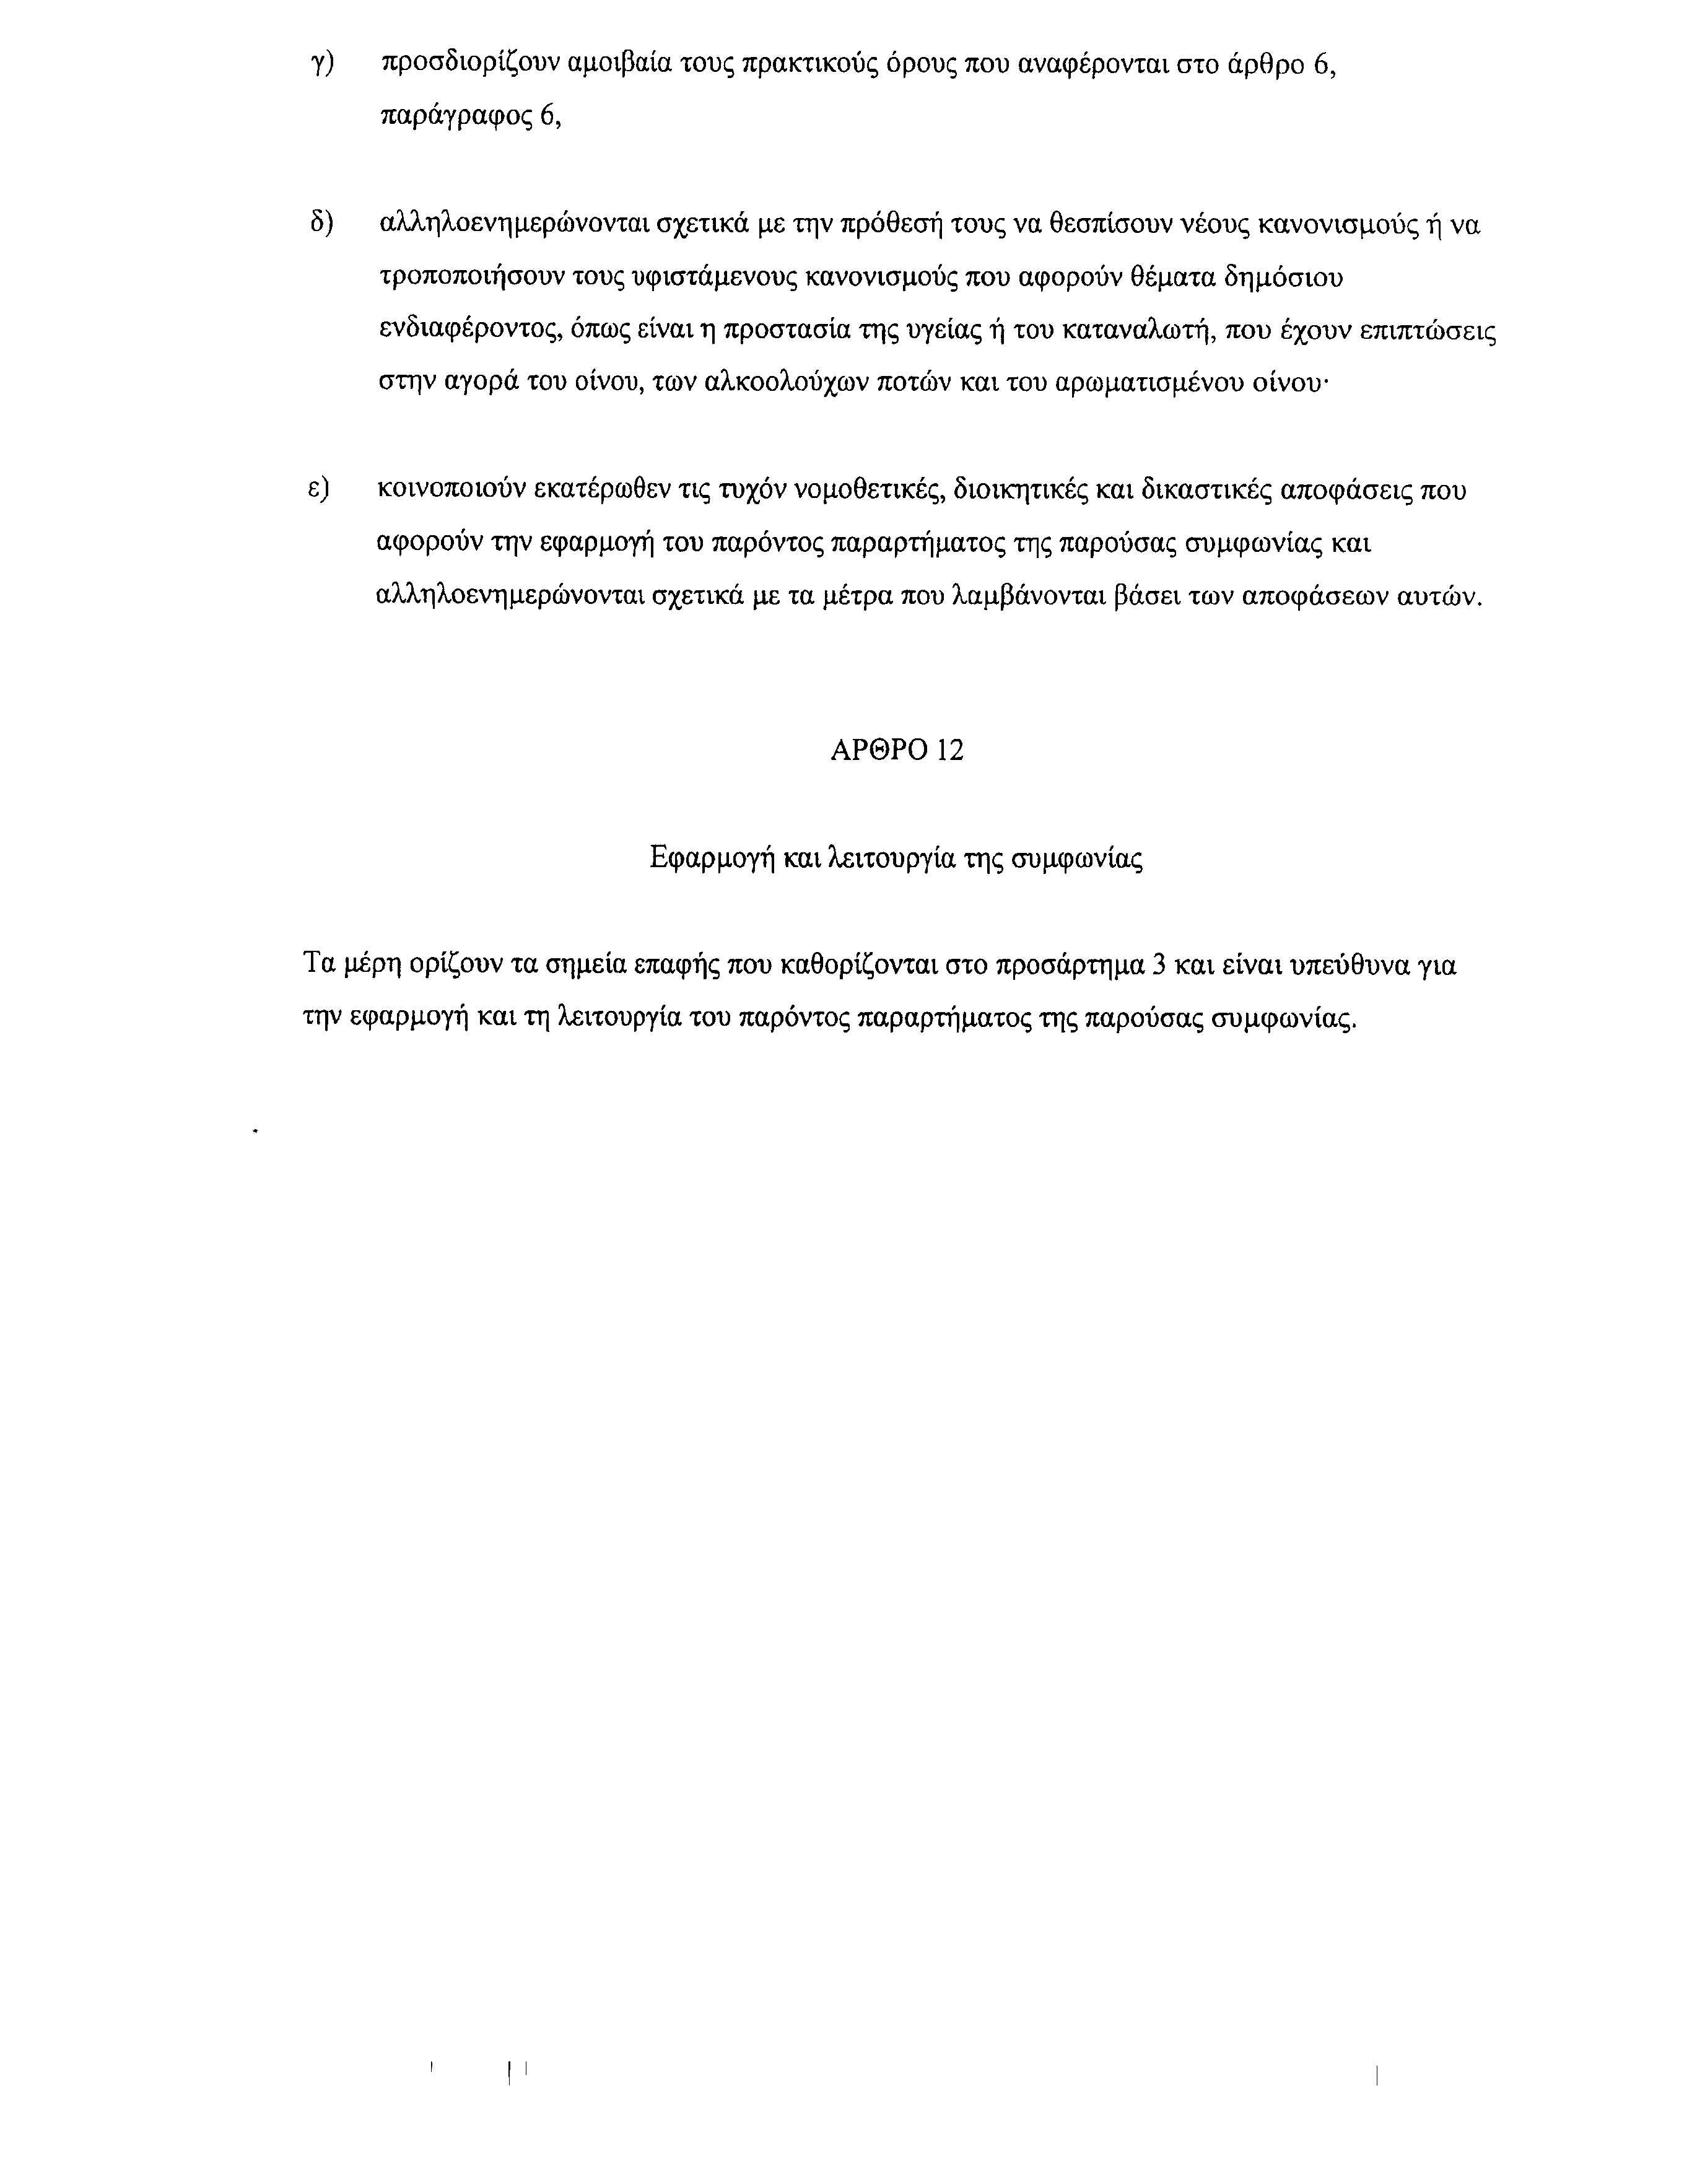 γ) προσδιορίζουν αμοιβαία τους πρακτικούς όρους που αναφέρονται στο άρθρο 6,
παράγραφος 6,
δ) αλληλοενημερώνονται σχετικά με την πρόθεσή τους να θεσπίσουν νέους κανονισμούς ή να
τροποποιήσουν τους υφιστάμενους κανονισμούς που αφορούν θέματα δημόσιου
ενδιαφέροντος, όπως είναι η προστασία της υγείας ή του καταναλωτή, που έχουν επιπτώσεις
στην αγορά του οίνου, των αλκοολούχων ποτών και του αρωματισμένου οίνου·
ε) κοινοποιούν εκατέρωθεν τις τυχόν νομοθετικές, διοικητικές και δικαστικές αποφάσεις που
αφορούν την εφαρμογή του παρόντος παραρτήματος της παρούσας συμφωνίας και
αλληλοενημερώνονται σχετικά με τα μέτρα που λαμβάνονται βάσει των αποφάσεων αυτών.
ΑΡΘΡΟ 12
Εφαρμογή και λειτουργία της συμφωνίας
Τα μέρη ορίζουν τα σημεία επαφής που καθορίζονται στο προσάρτημα 3 και είναι υπεύθυνα για
την εφαρμογή και τη λειτουργία του παρόντος παραρτήματος της παρούσας συμφωνίας.